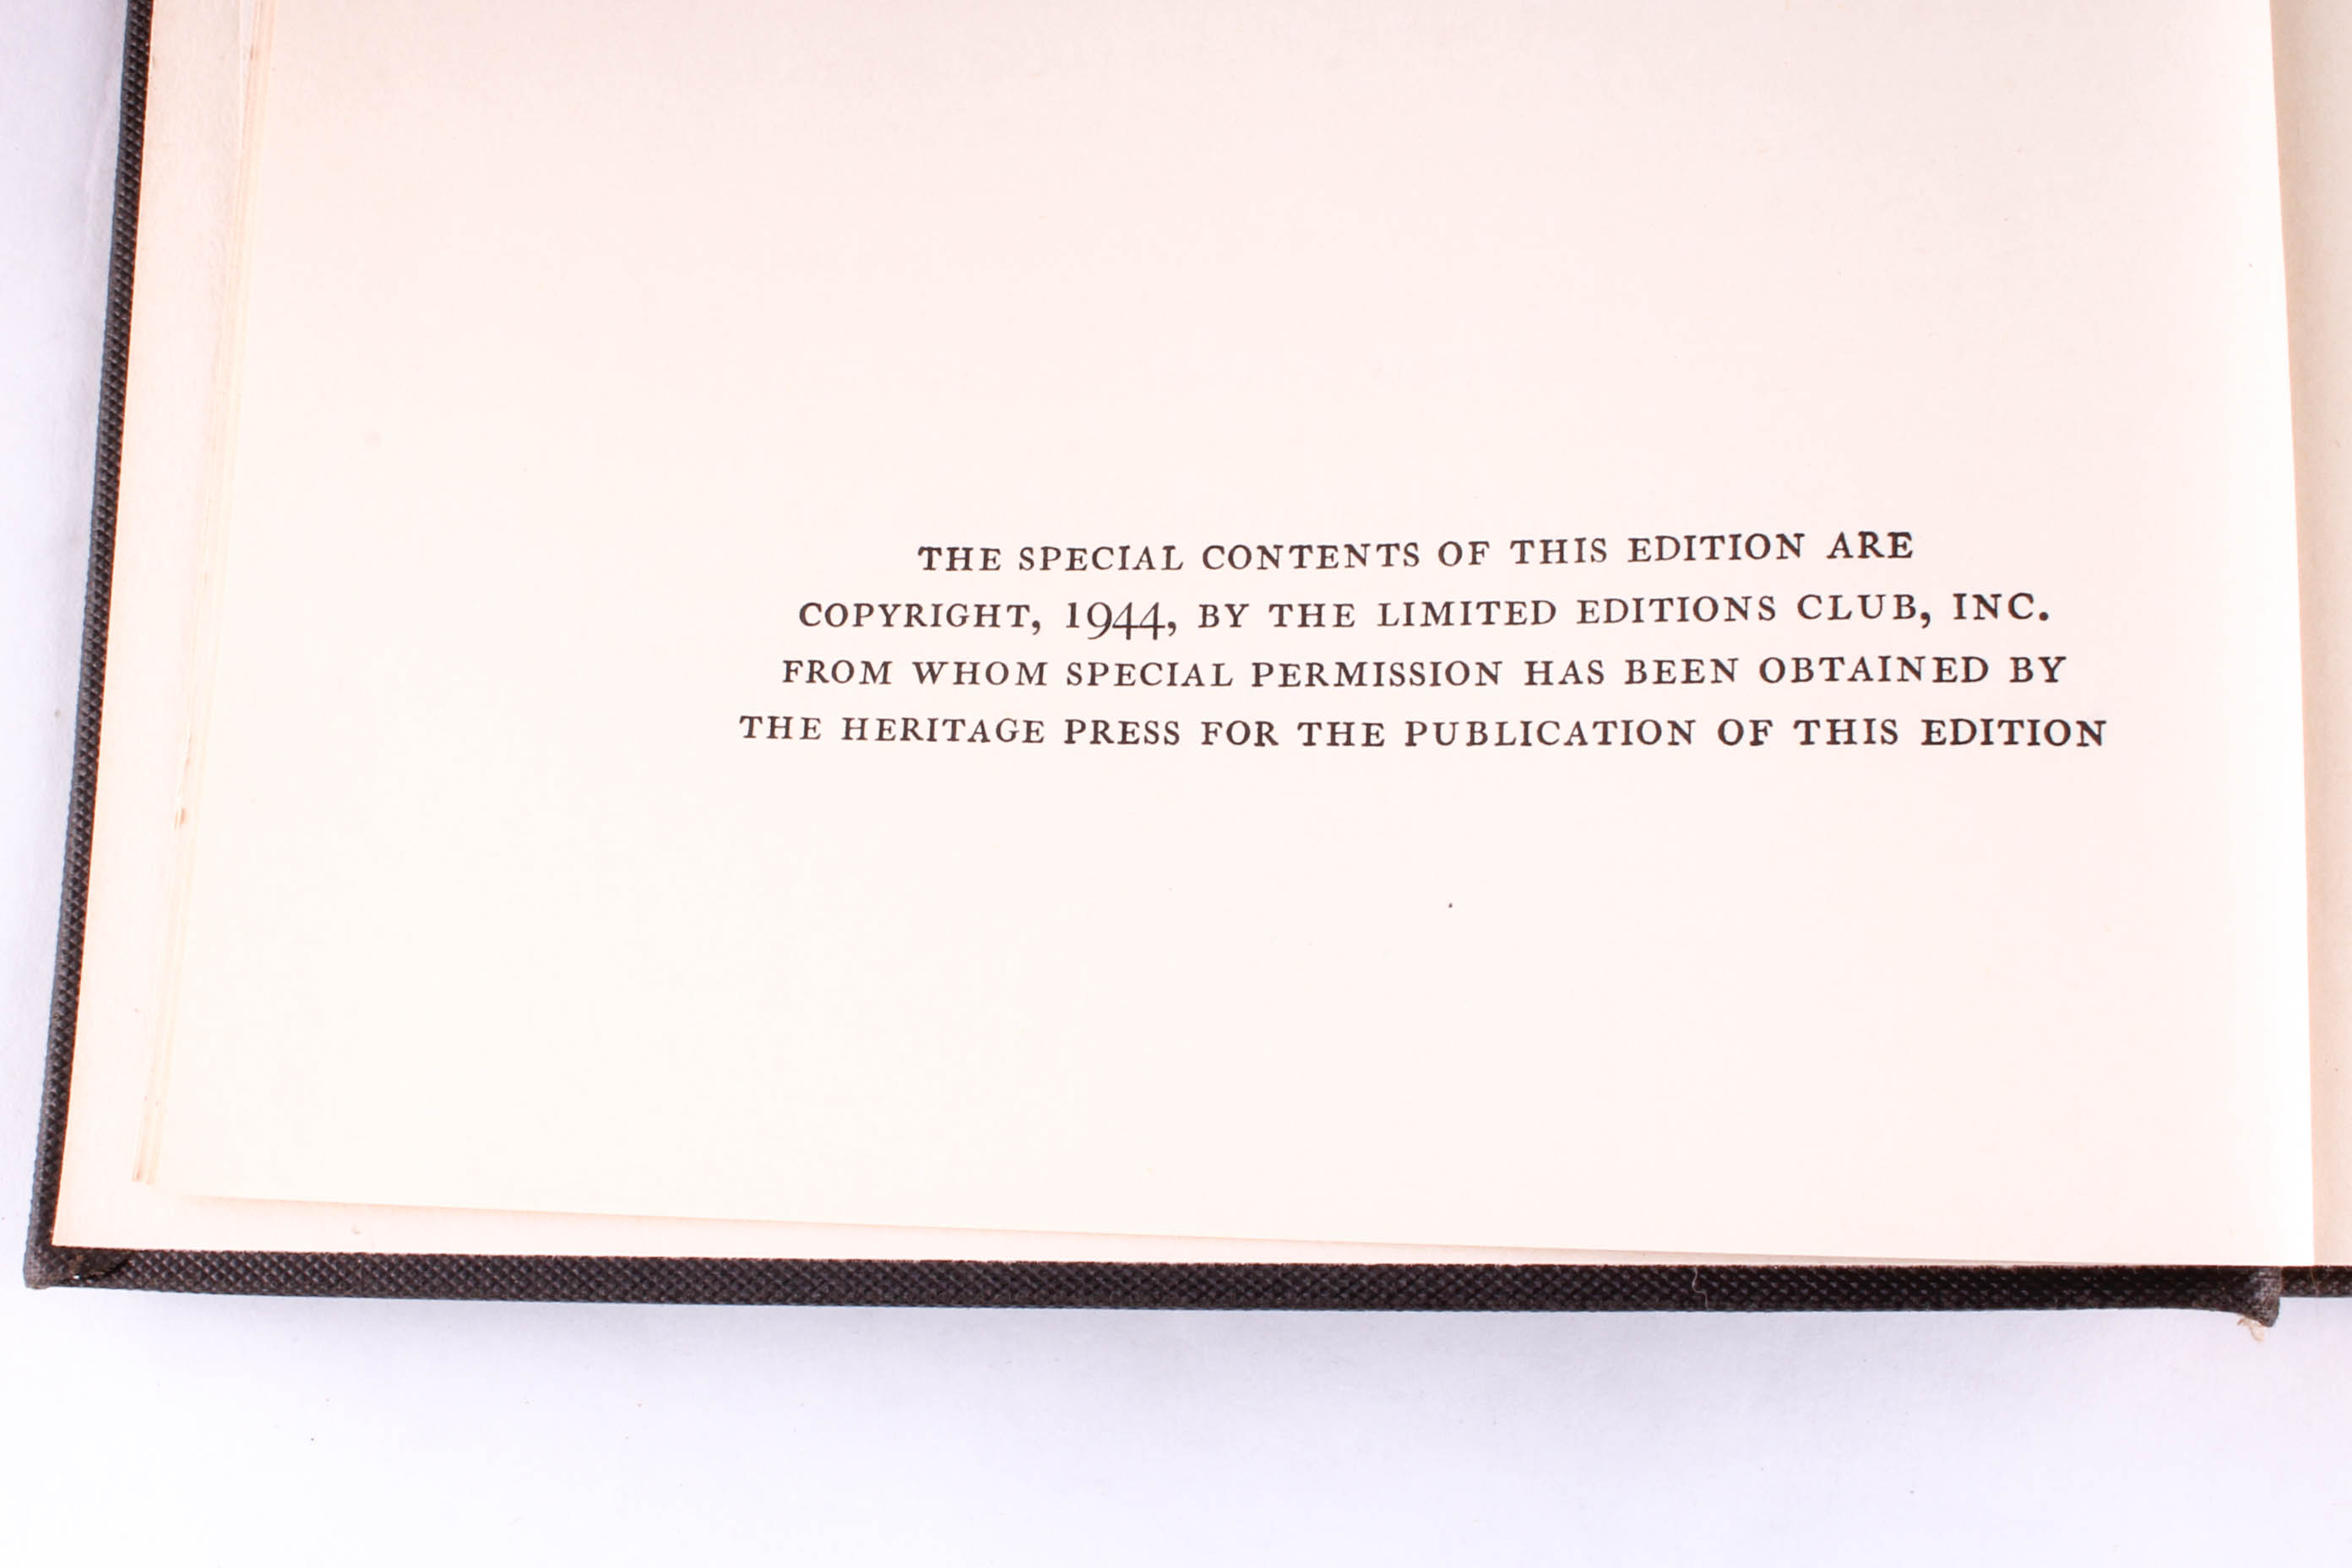 THE SPECIAL CONTENTS OF THIS EDITION ARE
COPYRIGHT, 1944, BY THE LIMITED EDITIONS CLUB, INC.
FROM WHOM SPECIAL PERMISSION HAS BEEN OBTAINED BY
THE HERITAGE PRESS FOR THE PUBLICATION OF THIS EDITION